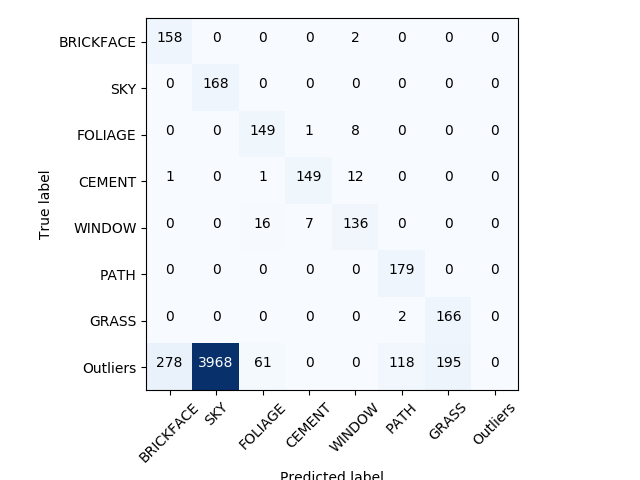 BRICKFACE 158 0 0 0 2 0 0 0
SKY 0 168 0 0 0 0 0 0
FOLIAGE 0 0 149 1 8 0 0 0
CEMENT 1 0 1 149 12 0 0 0
WINDOW 0 0 16 7 136 0 0 0
PATH 0 0 0 0 0 179 0 0
GRASS 0 0 0 0 0 2 166 0
Outliers 278 3968 61 0 0 118 195 0
True label
BRICKFACE SKY FOLIAGE CEMENT WINDOW PATH GRASS Outliers
Predicted label